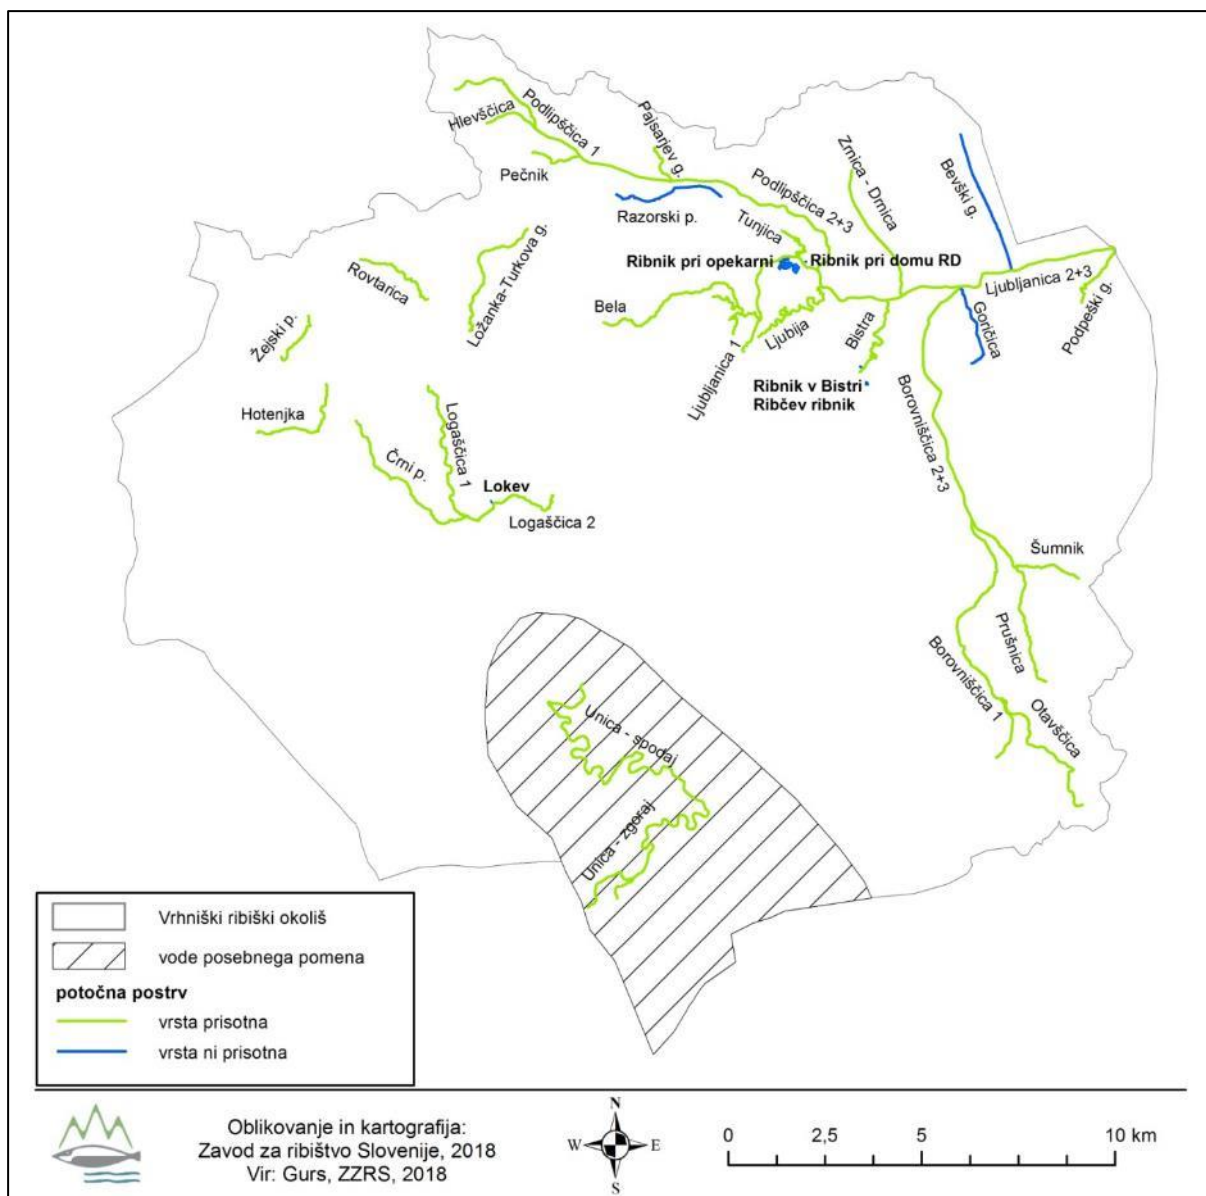 Hlevščica
Podlipščica 1
Pajsarjev g.
Pečnik
Razorski p.
Podlipščica 2+3
Zrnica - Drnica
Bevški g.
Tunjica
Ribnik pri opekarni
Ribnik pri domu RD
Ljubljanica 2+3
Podpeški g.
Goričica
Rovtarica
Ložanka-Turkova g.
Bela
Ljubija
Ljubljanica 1
Bistra
Žejski p.
Ribnik v Bistri
Ribčev ribnik
Hotenjka
Logaščica 1
Črni p.
Lokev
Logaščica 2
Borovniščica 2+3
Šumnik
Prušnica
Borovniščica 1
Otavščica
Unica - spodaj
Unica - zgoraj
Vrhniški ribiški okoliš
vode posebnega pomena
potočna postrv
vrsta prisotna
vrsta ni prisotna
Oblikovanje in kartografija:
Zavod za ribištvo Slovenije, 2018
Vir: Gurs, ZZRS, 2018
N
W E
S
0 2,5 5 10 km